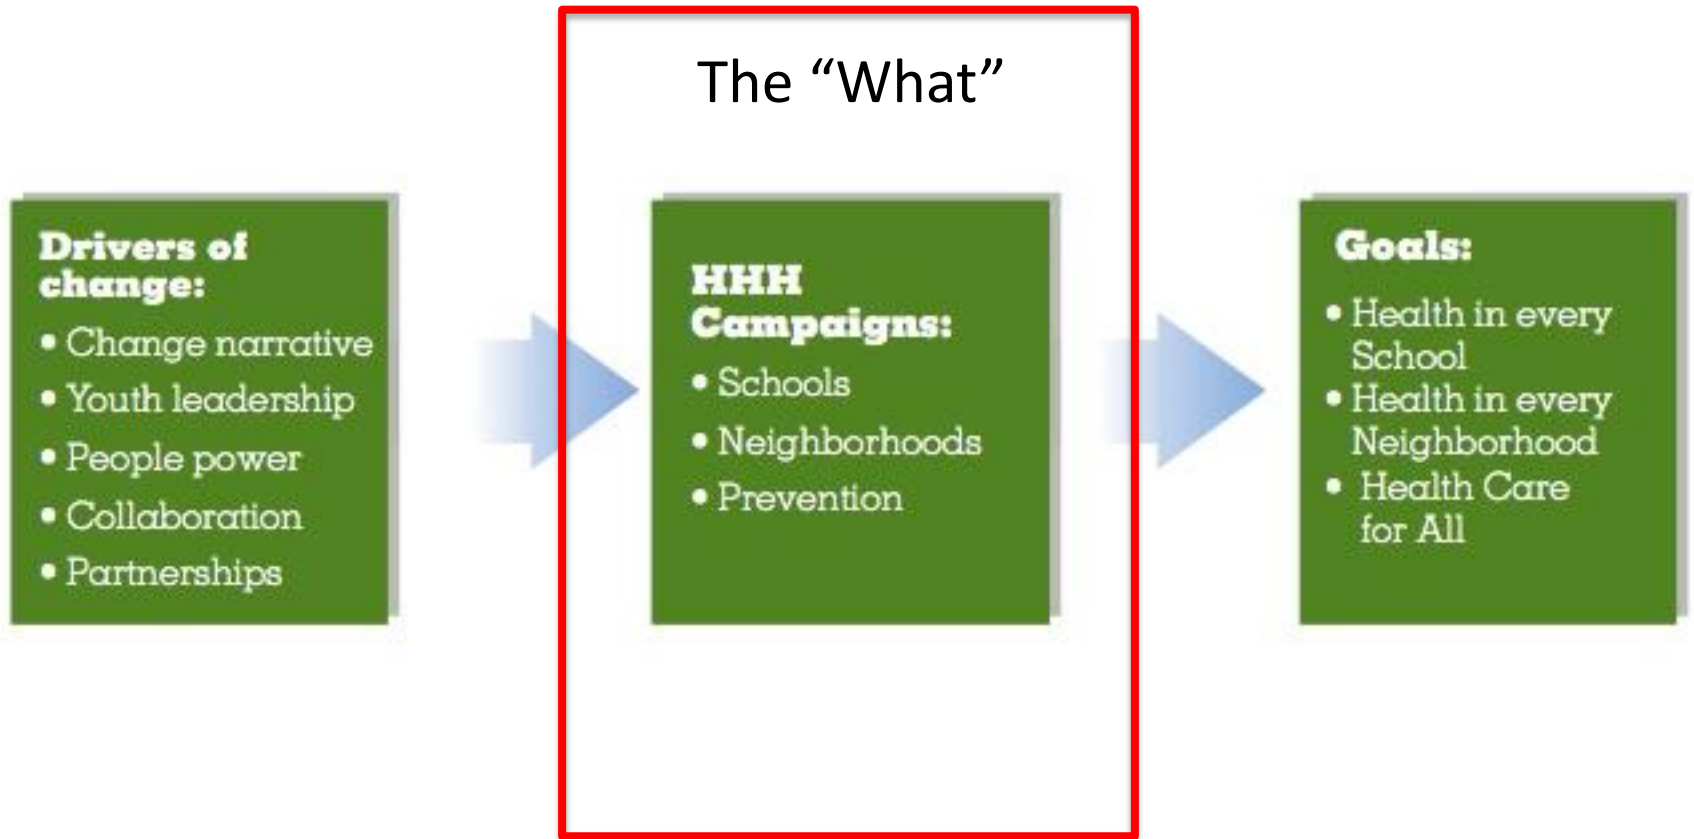 The “What”
Drivers of
change:
• Change narrative
• Youth leadership
• People power
• Collaboration
• Partnerships
HHH
Campaigns:
• Schools
• Neighborhoods
• Prevention
Goals:
• Health in every
School
• Health in every
Neighborhood
• Health Care
for All